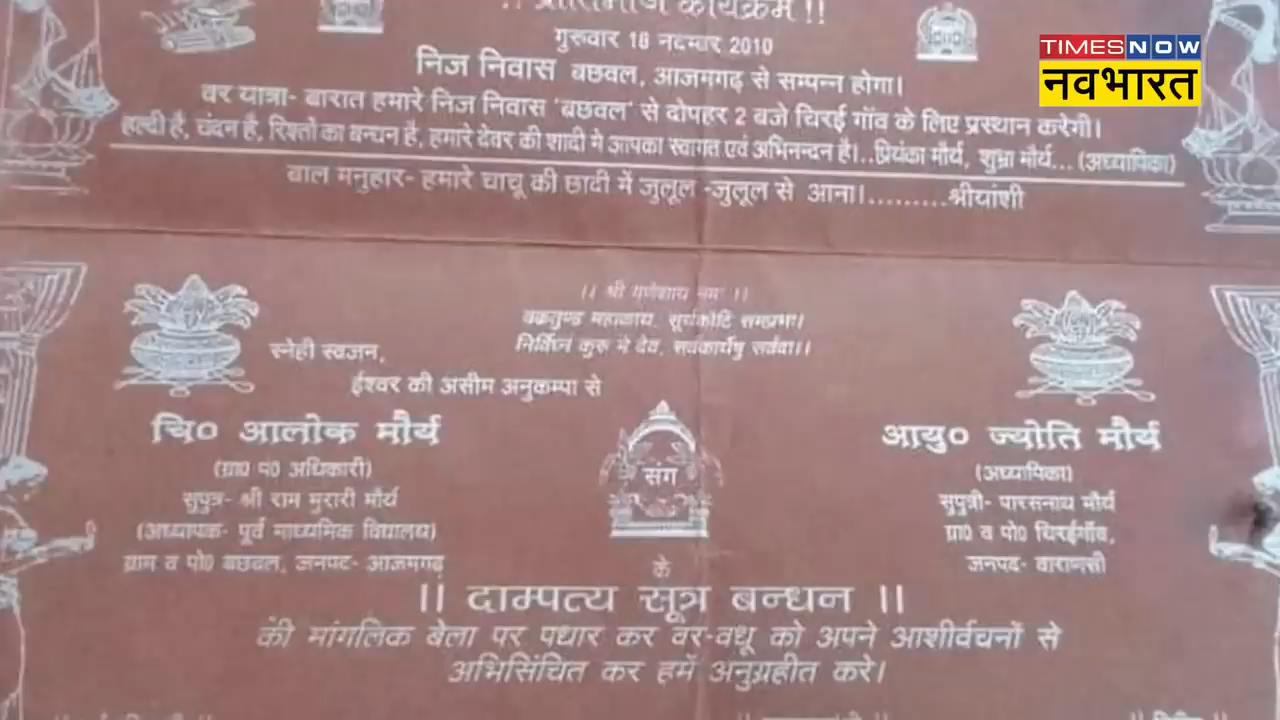 !! प्रीतिभोज कार्यक्रम !!
गुरुवार 18 नवम्बर 2010
निज निवास बछवल, आजमगढ़ से सम्पन्न होगा।
TIMES NOW
नवभारत
वर यात्रा- बारात हमारे निज निवास 'बछवल' से दोपहर 2 बजे चिरई गाँव के लिए प्रस्थान करेगी।
हल्दी है, चंदन है, रिश्तो का बन्धन है, हमारे देवर की शादी मे आपका स्वागत एवं अभिनन्दन है।..प्रियंका मौर्य, शुभ्रा मौर्य... (अध्यापिका)
बाल मनुहार- हमारे चाचू की छादी में जुलूल -जुलूल से आना।.........श्रीयांशी
।। श्री गणेशाय नमः ।।
वक्रतुण्ड महाकाय, सूर्यकोटि समप्रभः।
निर्विघ्नं कुरु मे देव, सर्वकार्येषु सर्वदा।।
स्नेही स्वजन,
ईश्वर की असीम अनुकम्पा से
चि० आलोक मौर्य
(ग्रा० पं० अधिकारी)
सुपुत्र- श्री राम मुरारी मौर्य
(अध्यापक- पूर्व माध्यमिक विद्यालय)
ग्राम व पो० बछवल, जनपद- आजमगढ़
संग
आयु० ज्योति मौर्य
(अध्यापिका)
सुपुत्री- पारसनाथ मौर्य
ग्रा० व पो० चिरईगाँव,
जनपद- वाराणसी
के
।। दाम्पत्य सूत्र बन्धन ।।
की मांगलिक बेला पर पधार कर वर-वधू को अपने आशीर्वचनों से
अभिसिंचित कर हमें अनुग्रहीत करे।